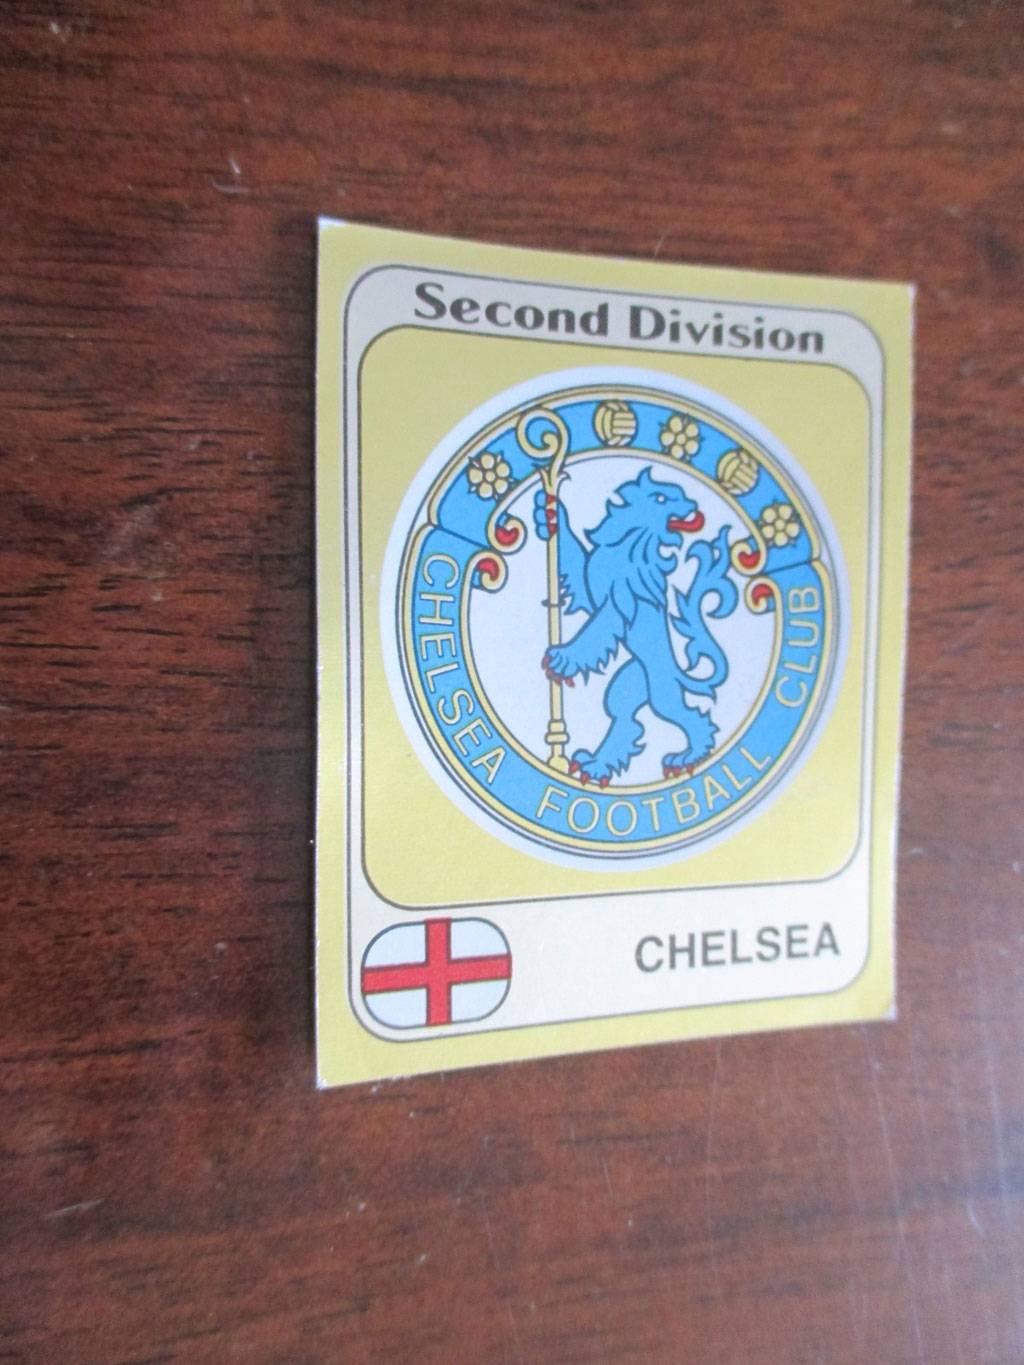 Second Division
CHELSEA FOOTBALL CLUB
CHELSEA